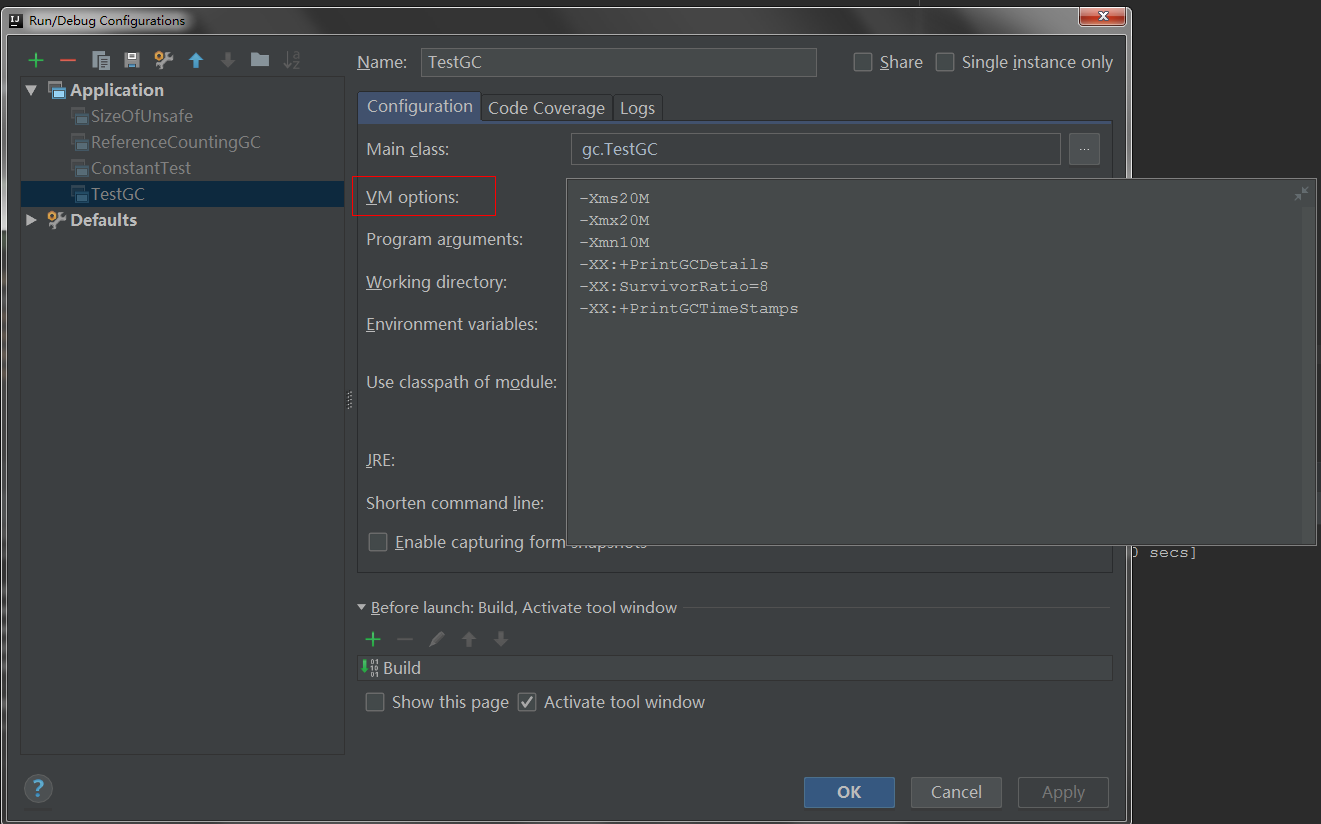 IJ Run/Debug Configurations
Name: TestGC Share Single instance only
Application
SizeOfUnsafe
ReferenceCountingGC
ConstantTest
TestGC
Defaults
Configuration Code Coverage Logs
Main class: gc.TestGC ...
VM options:
-Xms20M
-Xmx20M
-Xmn10M
-XX:+PrintGCDetails
-XX:SurvivorRatio=8
-XX:+PrintGCTimeStamps
Program arguments:
Working directory:
Environment variables:
Use classpath of module:
JRE:
Shorten command line:
Enable capturing form snapshots
0 secs]
Before launch: Build, Activate tool window
Build
Show this page Activate tool window
? OK Cancel Apply